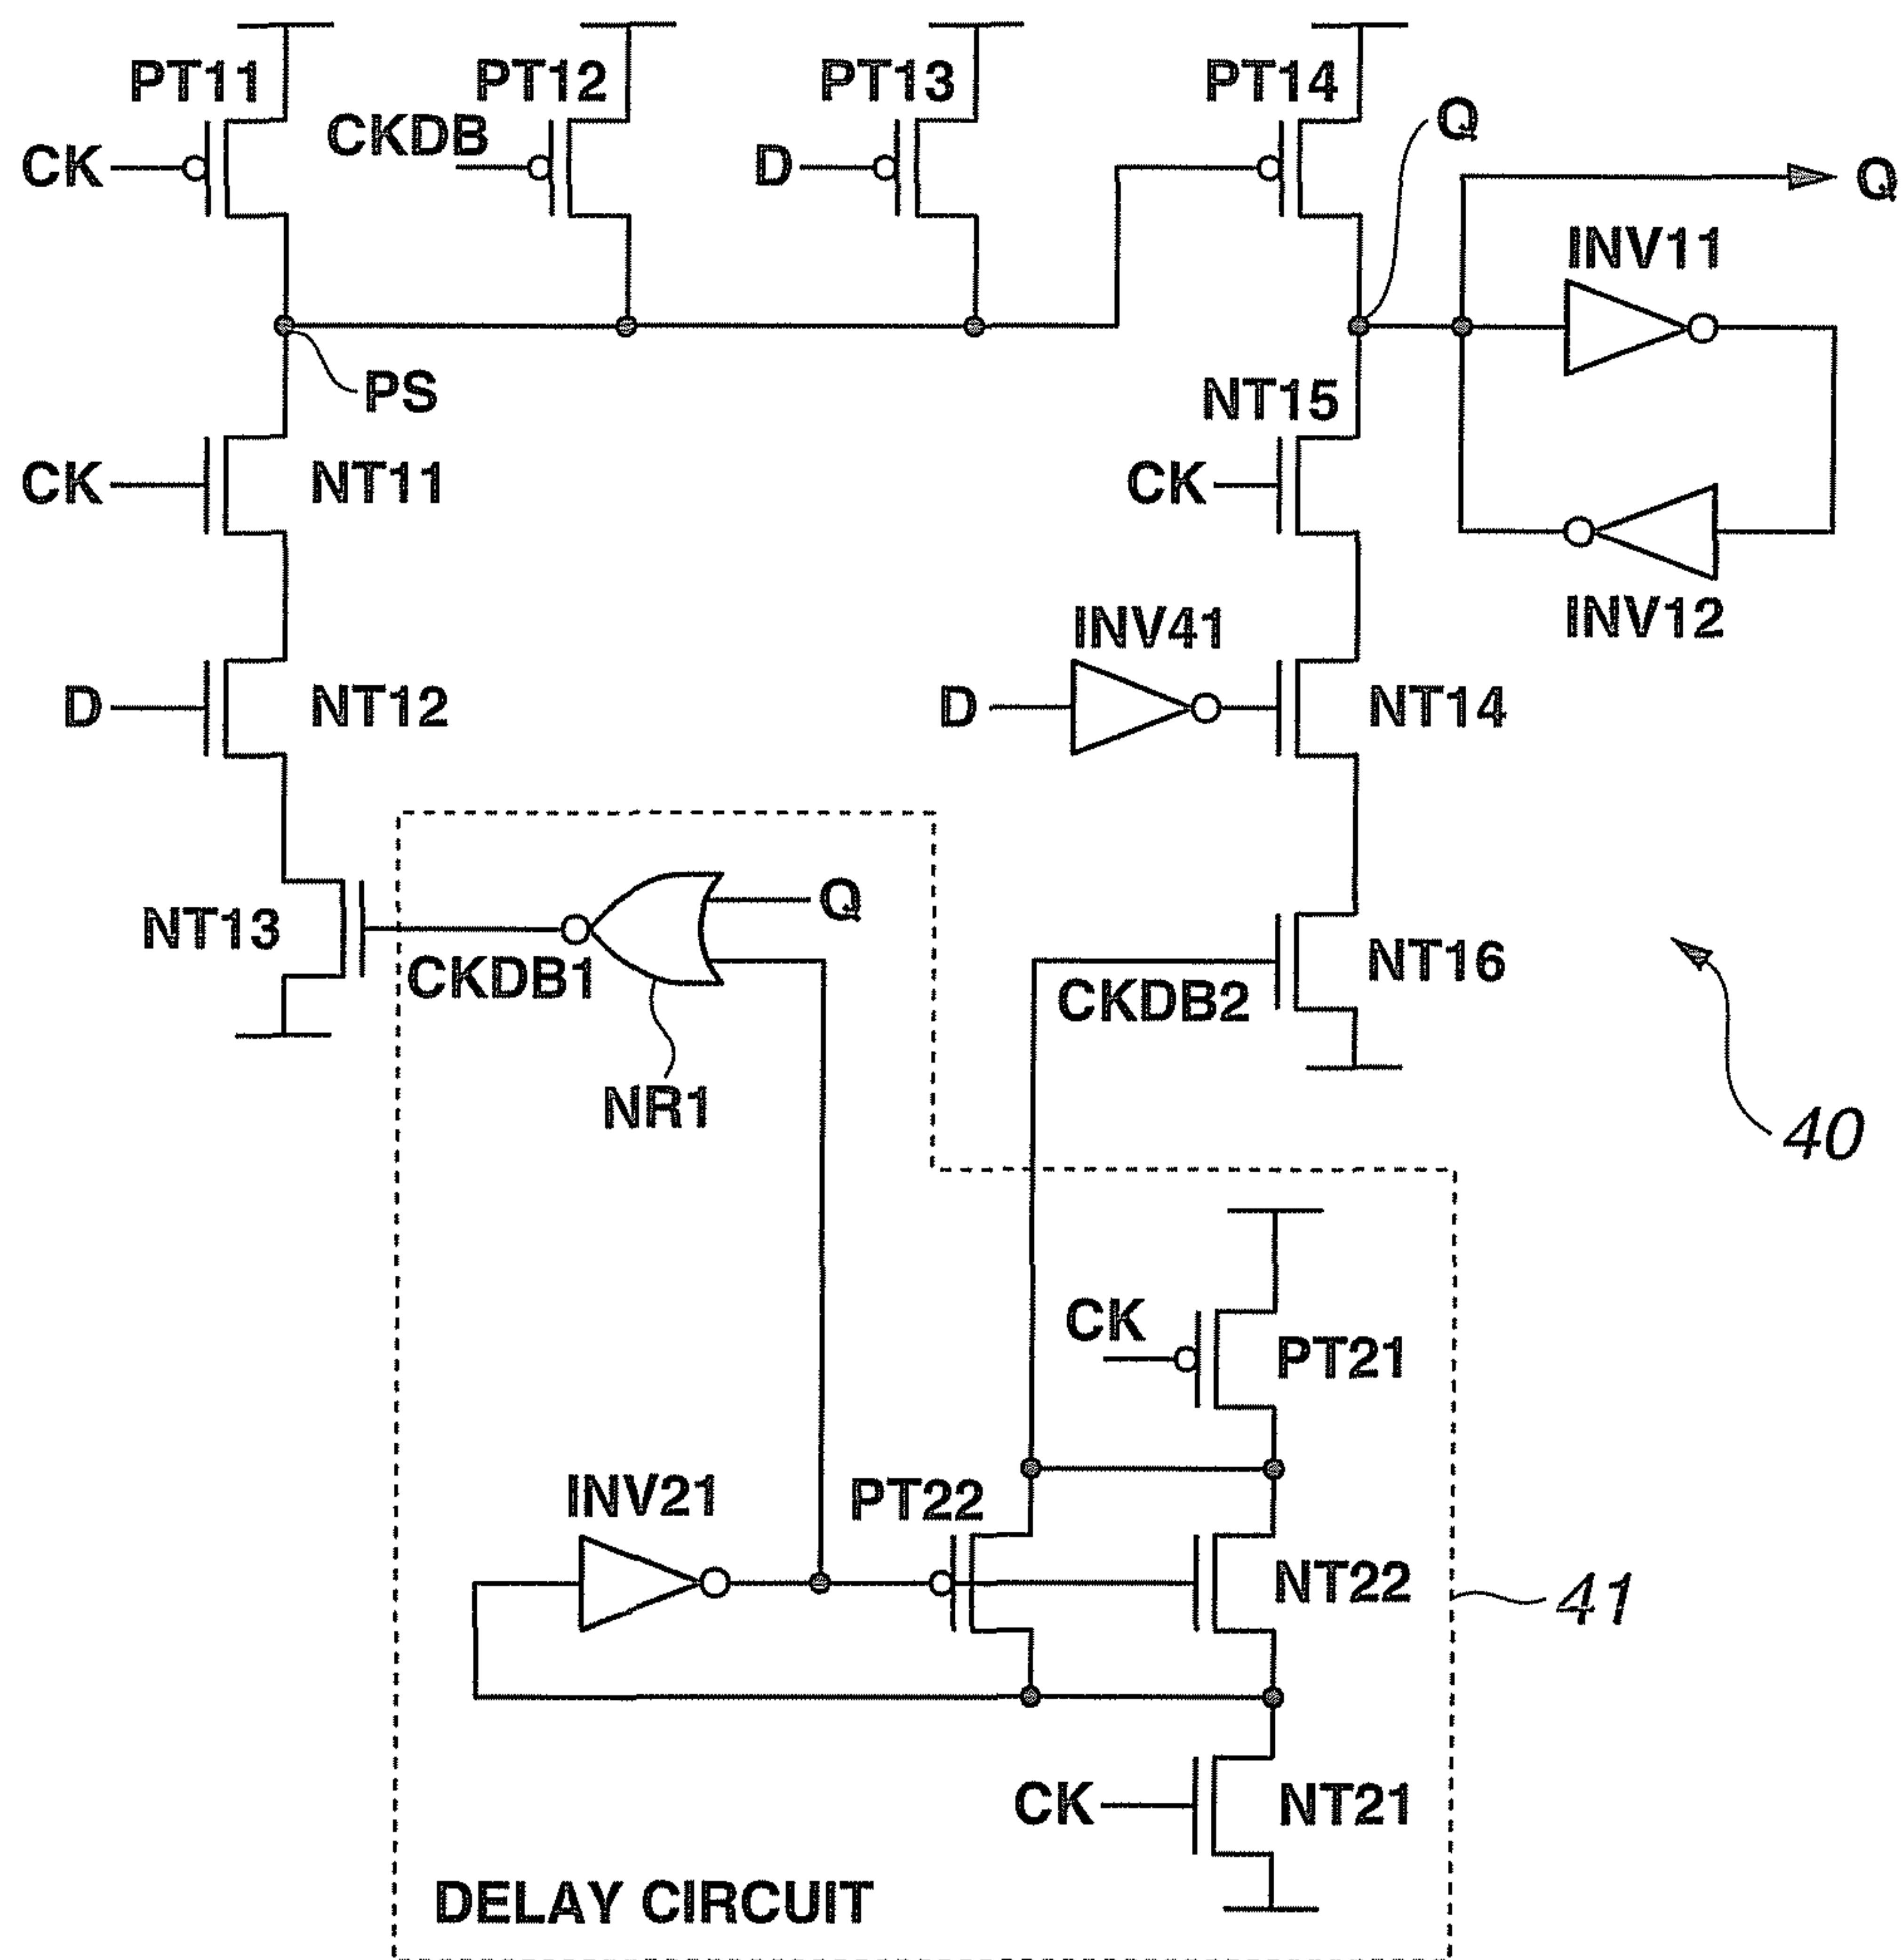 PT11
PT12
PT13
PT14
Q
CK
CKDB
D
Q
INV11
PS
NT15
CK
NT11
CK
INV12
INV41
D
NT12
D
NT14
Q
NT13
CKDB1
NT16
CKDB2
NR1
40
CK
PT21
INV21
PT22
NT22
41
CK
NT21
DELAY CIRCUIT